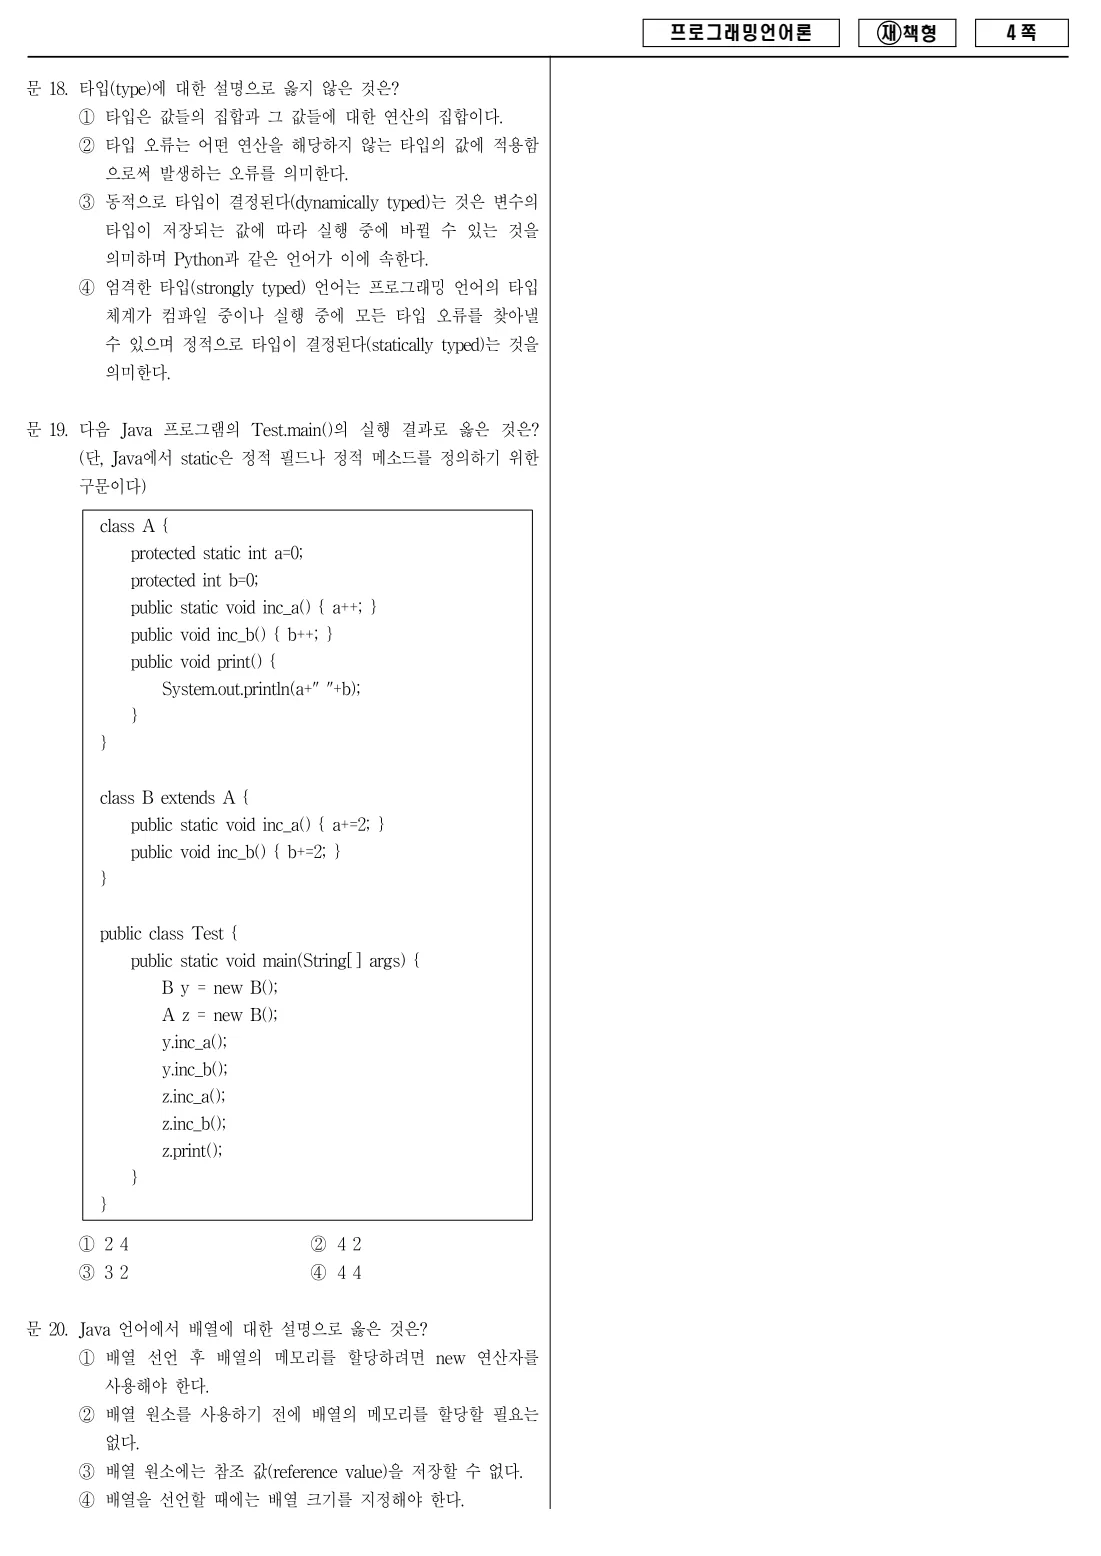 프로그래밍언어론 ㉮책형 4쪽
문 18. 타입(type)에 대한 설명으로 옳지 않은 것은?
① 타입은 값들의 집합과 그 값들에 대한 연산의 집합이다.
② 타입 오류는 어떤 연산을 해당하지 않는 타입의 값에 적용함
으로써 발생하는 오류를 의미한다.
③ 동적으로 타입이 결정된다(dynamically typed)는 것은 변수의
타입이 저장되는 값에 따라 실행 중에 바뀔 수 있는 것을
의미하며 Python과 같은 언어가 이에 속한다.
④ 엄격한 타입(strongly typed) 언어는 프로그래밍 언어의 타입
체계가 컴파일 중이나 실행 중에 모든 타입 오류를 찾아낼
수 있으며 정적으로 타입이 결정된다(statically typed)는 것을
의미한다.
문 19. 다음 Java 프로그램의 Test.main()의 실행 결과로 옳은 것은?
(단, Java에서 static은 정적 필드나 정적 메소드를 정의하기 위한
구문이다)
class A {
protected static int a=0;
protected int b=0;
public static void inc_a() { a++; }
public void inc_b() { b++; }
public void print() {
System.out.println(a+″ ″+b);
}
}
class B extends A {
public static void inc_a() { a+=2; }
public void inc_b() { b+=2; }
}
public class Test {
public static void main(String[ ] args) {
B y = new B();
A z = new B();
y.inc_a();
y.inc_b();
z.inc_a();
z.inc_b();
z.print();
}
}
① 2 4 ② 4 2
③ 3 2 ④ 4 4
문 20. Java 언어에서 배열에 대한 설명으로 옳은 것은?
① 배열 선언 후 배열의 메모리를 할당하려면 new 연산자를
사용해야 한다.
② 배열 원소를 사용하기 전에 배열의 메모리를 할당할 필요는
없다.
③ 배열 원소에는 참조 값(reference value)을 저장할 수 없다.
④ 배열을 선언할 때에는 배열 크기를 지정해야 한다.